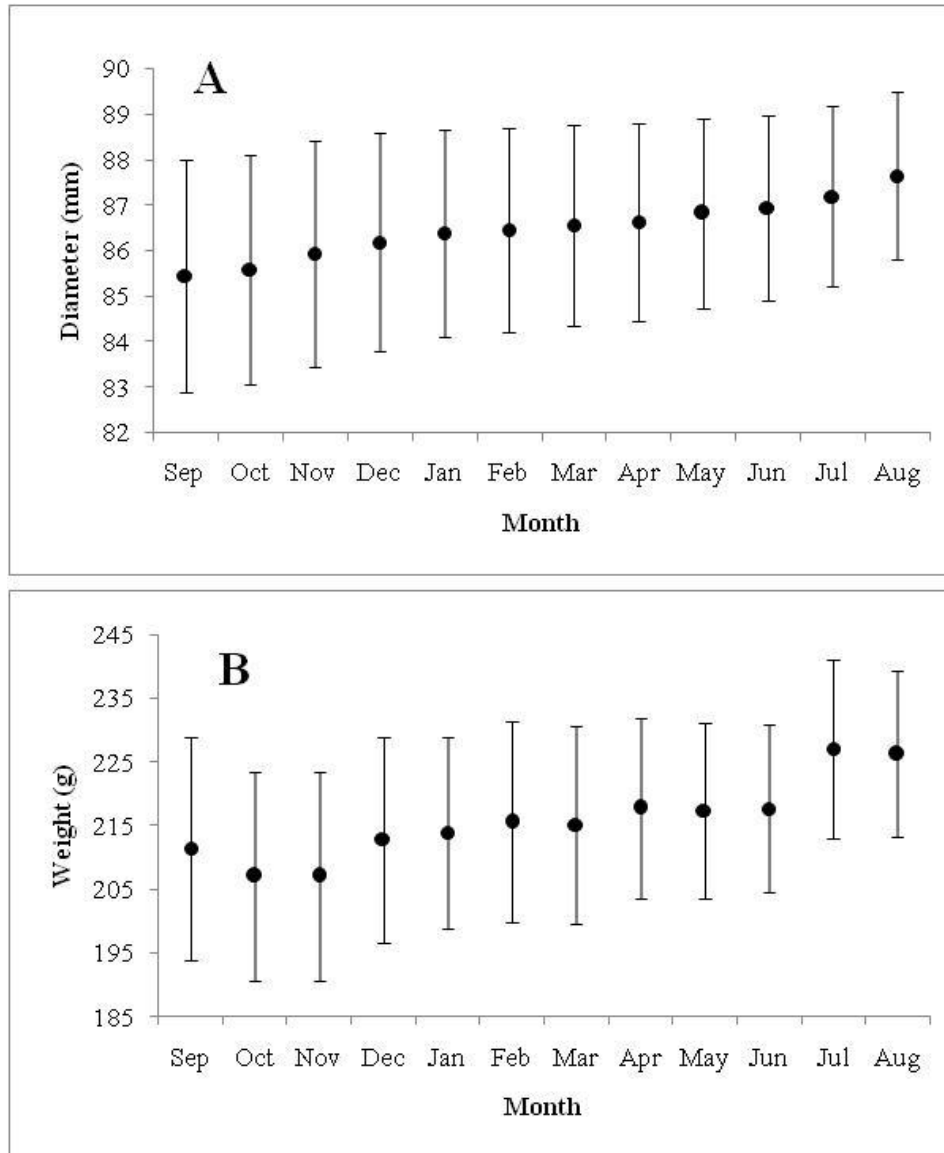 A
90
89
88
87
86
85
84
83
82
Diameter (mm)
Sep Oct Nov Dec Jan Feb Mar Apr May Jun Jul Aug
Month
B
245
235
225
215
205
195
185
Weight (g)
Sep Oct Nov Dec Jan Feb Mar Apr May Jun Jul Aug
Month